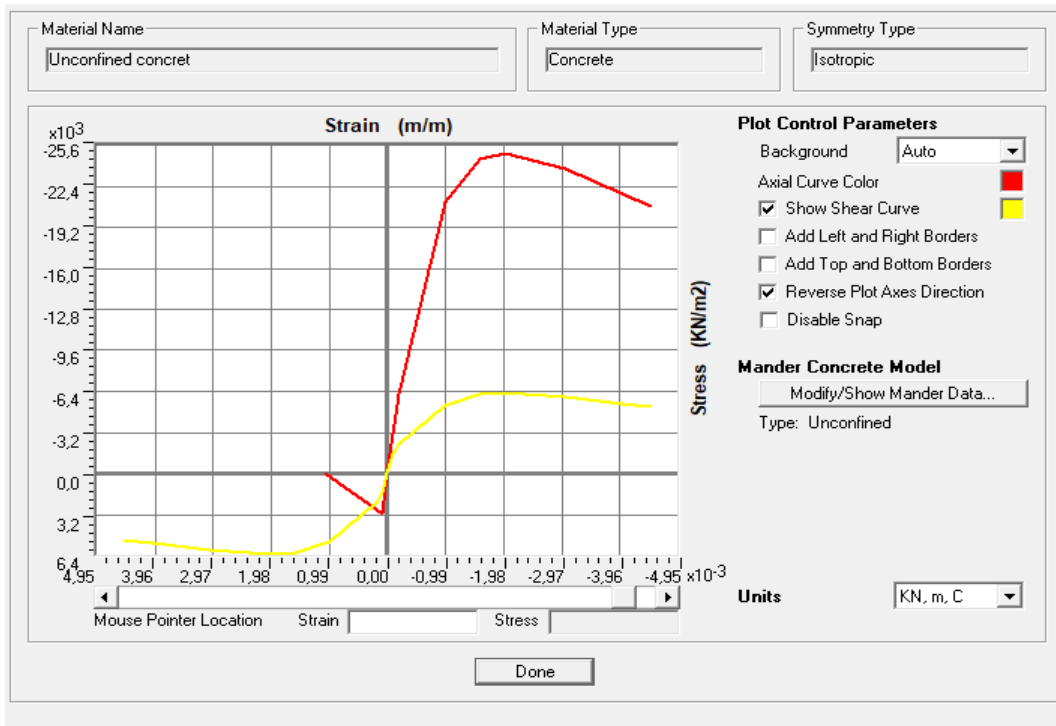 Material Name
Unconfined concret
Material Type
Concrete
Symmetry Type
Isotropic
Strain (m/m)
x10 3
-25,6
-22,4
-19,2
-16,0
-12,8
-9,6
-6,4
-3,2
0,0
3,2
6,4
4,95 3,96 2,97 1,98 0,99 0,00 -0,99 -1,98 -2,97 -3,96 -4,95 x10 -3
Stress (KN/m2)
Mouse Pointer Location Strain Stress
Plot Control Parameters
Background Auto
Axial Curve Color
Show Shear Curve
Add Left and Right Borders
Add Top and Bottom Borders
Reverse Plot Axes Direction
Disable Snap
Mander Concrete Model
Modify/Show Mander Data...
Type: Unconfined
Units KN, m, C
Done